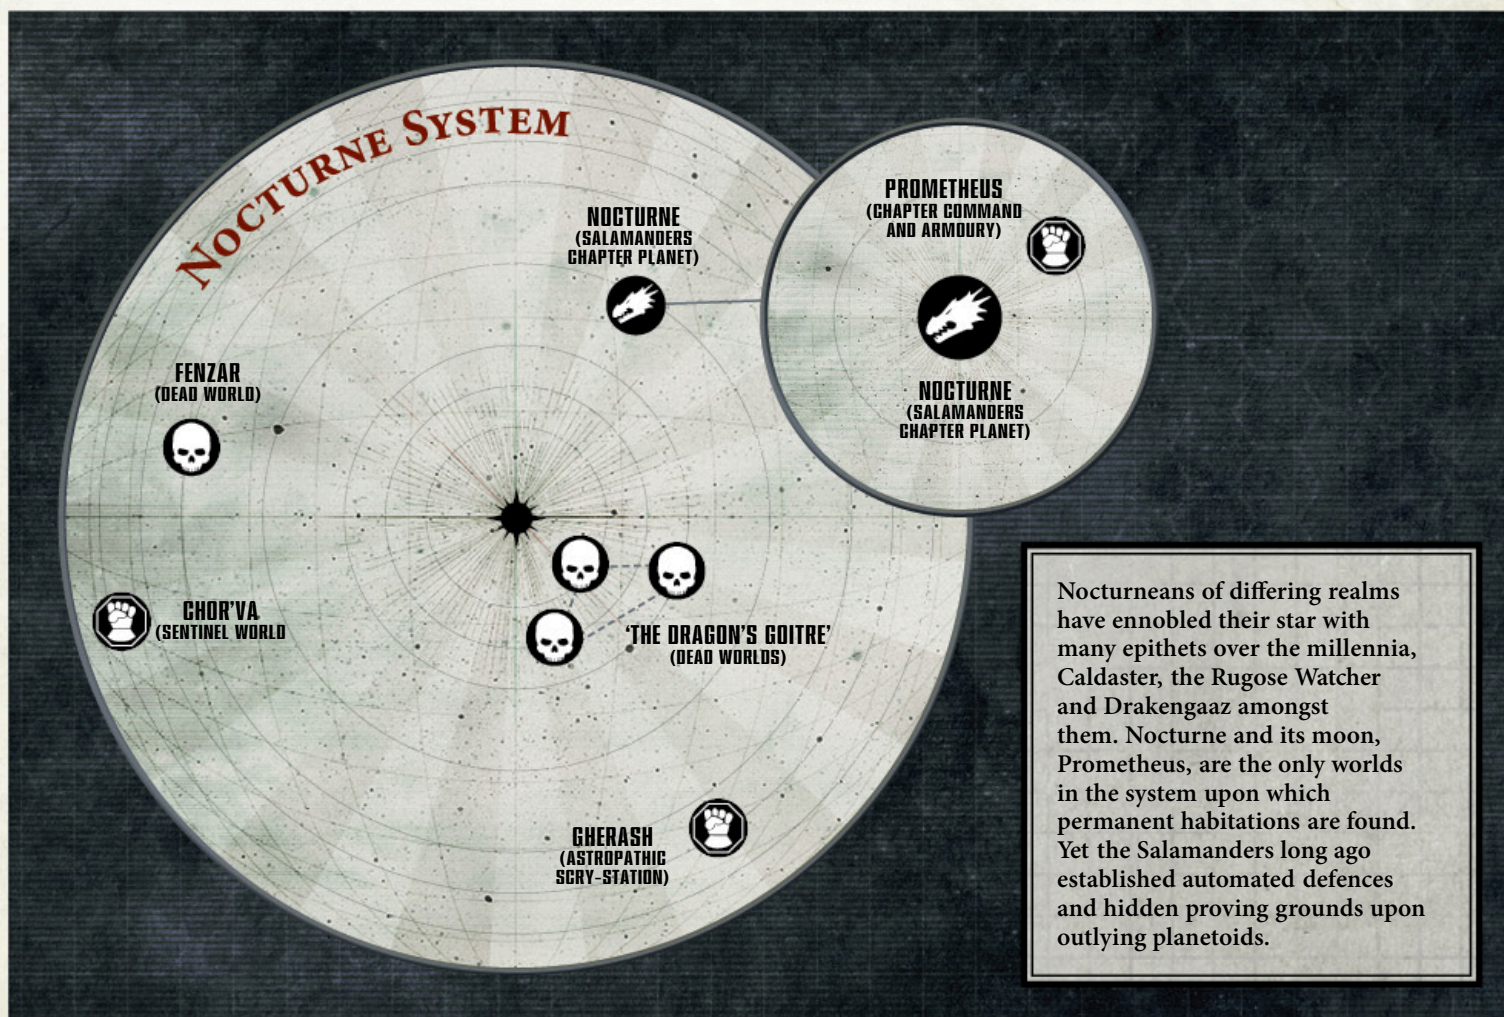 NOCTURNE SYSTEM
NOCTURNE
(SALAMANDERS
CHAPTER PLANET)
PROMETHEUS
(CHAPTER COMMAND
AND ARMOURY)
NOCTURNE
(SALAMANDERS
CHAPTER PLANET)
FENZAR
(DEAD WORLD)
CHOR'VA
(SENTINEL WORLD
'THE DRAGON'S GOITRE'
(DEAD WORLDS)
GHERASH
(ASTROPATHIC
SCRY-STATION)
Nocturneans of differing realms
have ennobled their star with
many epithets over the millennia,
Caldaster, the Rugose Watcher
and Drakengaaz amongst
them. Nocturne and its moon,
Prometheus, are the only worlds
in the system upon which
permanent habitations are found.
Yet the Salamanders long ago
established automated defences
and hidden proving grounds upon
outlying planetoids.